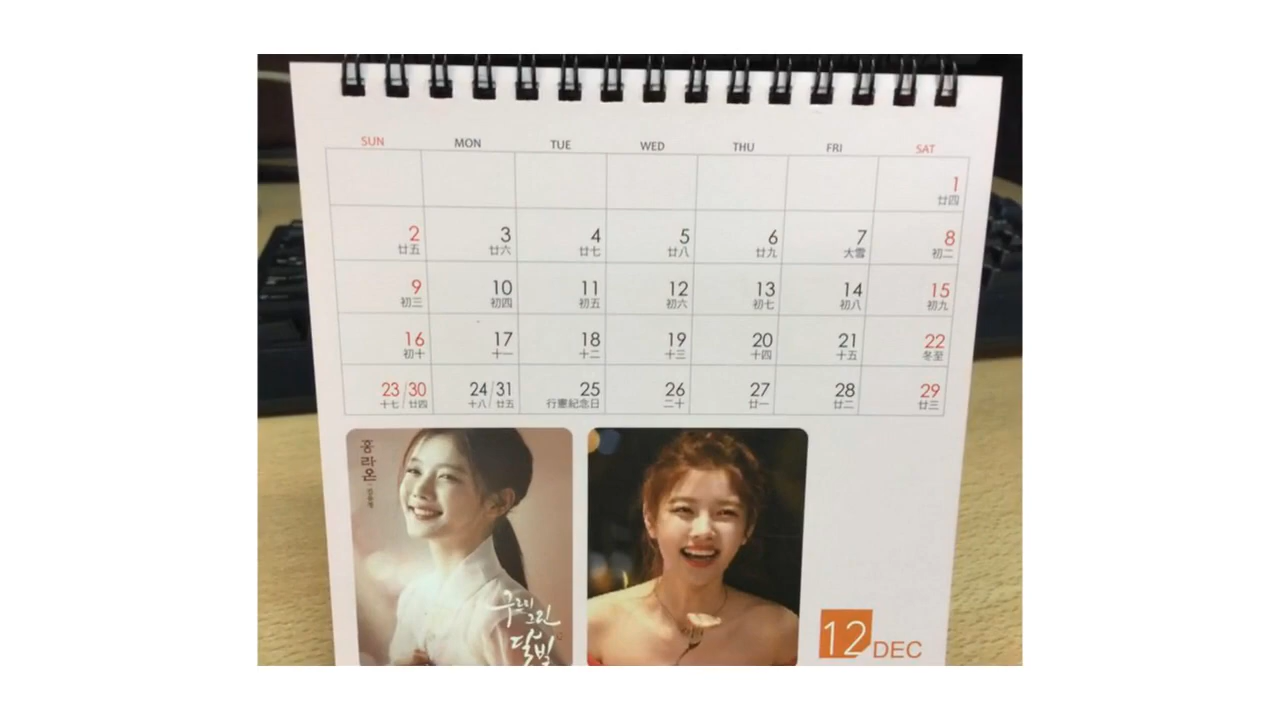 SUN MON TUE WED THU FRI SAT
1
廿四
2 3 4 5 6 7 8
廿五 廿六 廿七 廿八 廿九 大雪 初二
9 10 11 12 13 14 15
初三 初四 初五 初六 初七 初八 初九
16 17 18 19 20 21 22
初十 十一 十二 十三 十四 十五 冬至
23/30 24/31 25 26 27 28 29
十七/廿四 十八/廿五 行憲紀念日 二十 廿一 廿二 廿三
홍라온
구르미
그린
달빛
12 DEC